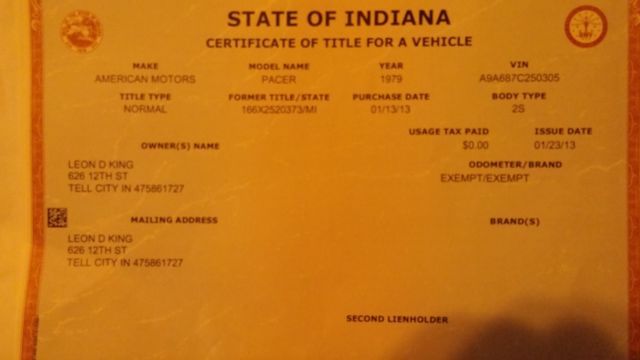 STATE OF INDIANA
CERTIFICATE OF TITLE FOR A VEHICLE
MAKE MODEL NAME YEAR VIN
AMERICAN MOTORS PACER 1979 A9A687C250305
TITLE TYPE FORMER TITLE/STATE PURCHASE DATE BODY TYPE
NORMAL 166X2520373/MI 01/13/13 2S
USAGE TAX PAID ISSUE DATE
$0.00 01/23/13
OWNER(S) NAME
LEON D KING
626 12TH ST
TELL CITY IN 475861727
ODOMETER/BRAND
EXEMPT/EXEMPT
MAILING ADDRESS BRAND(S)
LEON D KING
626 12TH ST
TELL CITY IN 475861727
SECOND LIENHOLDER